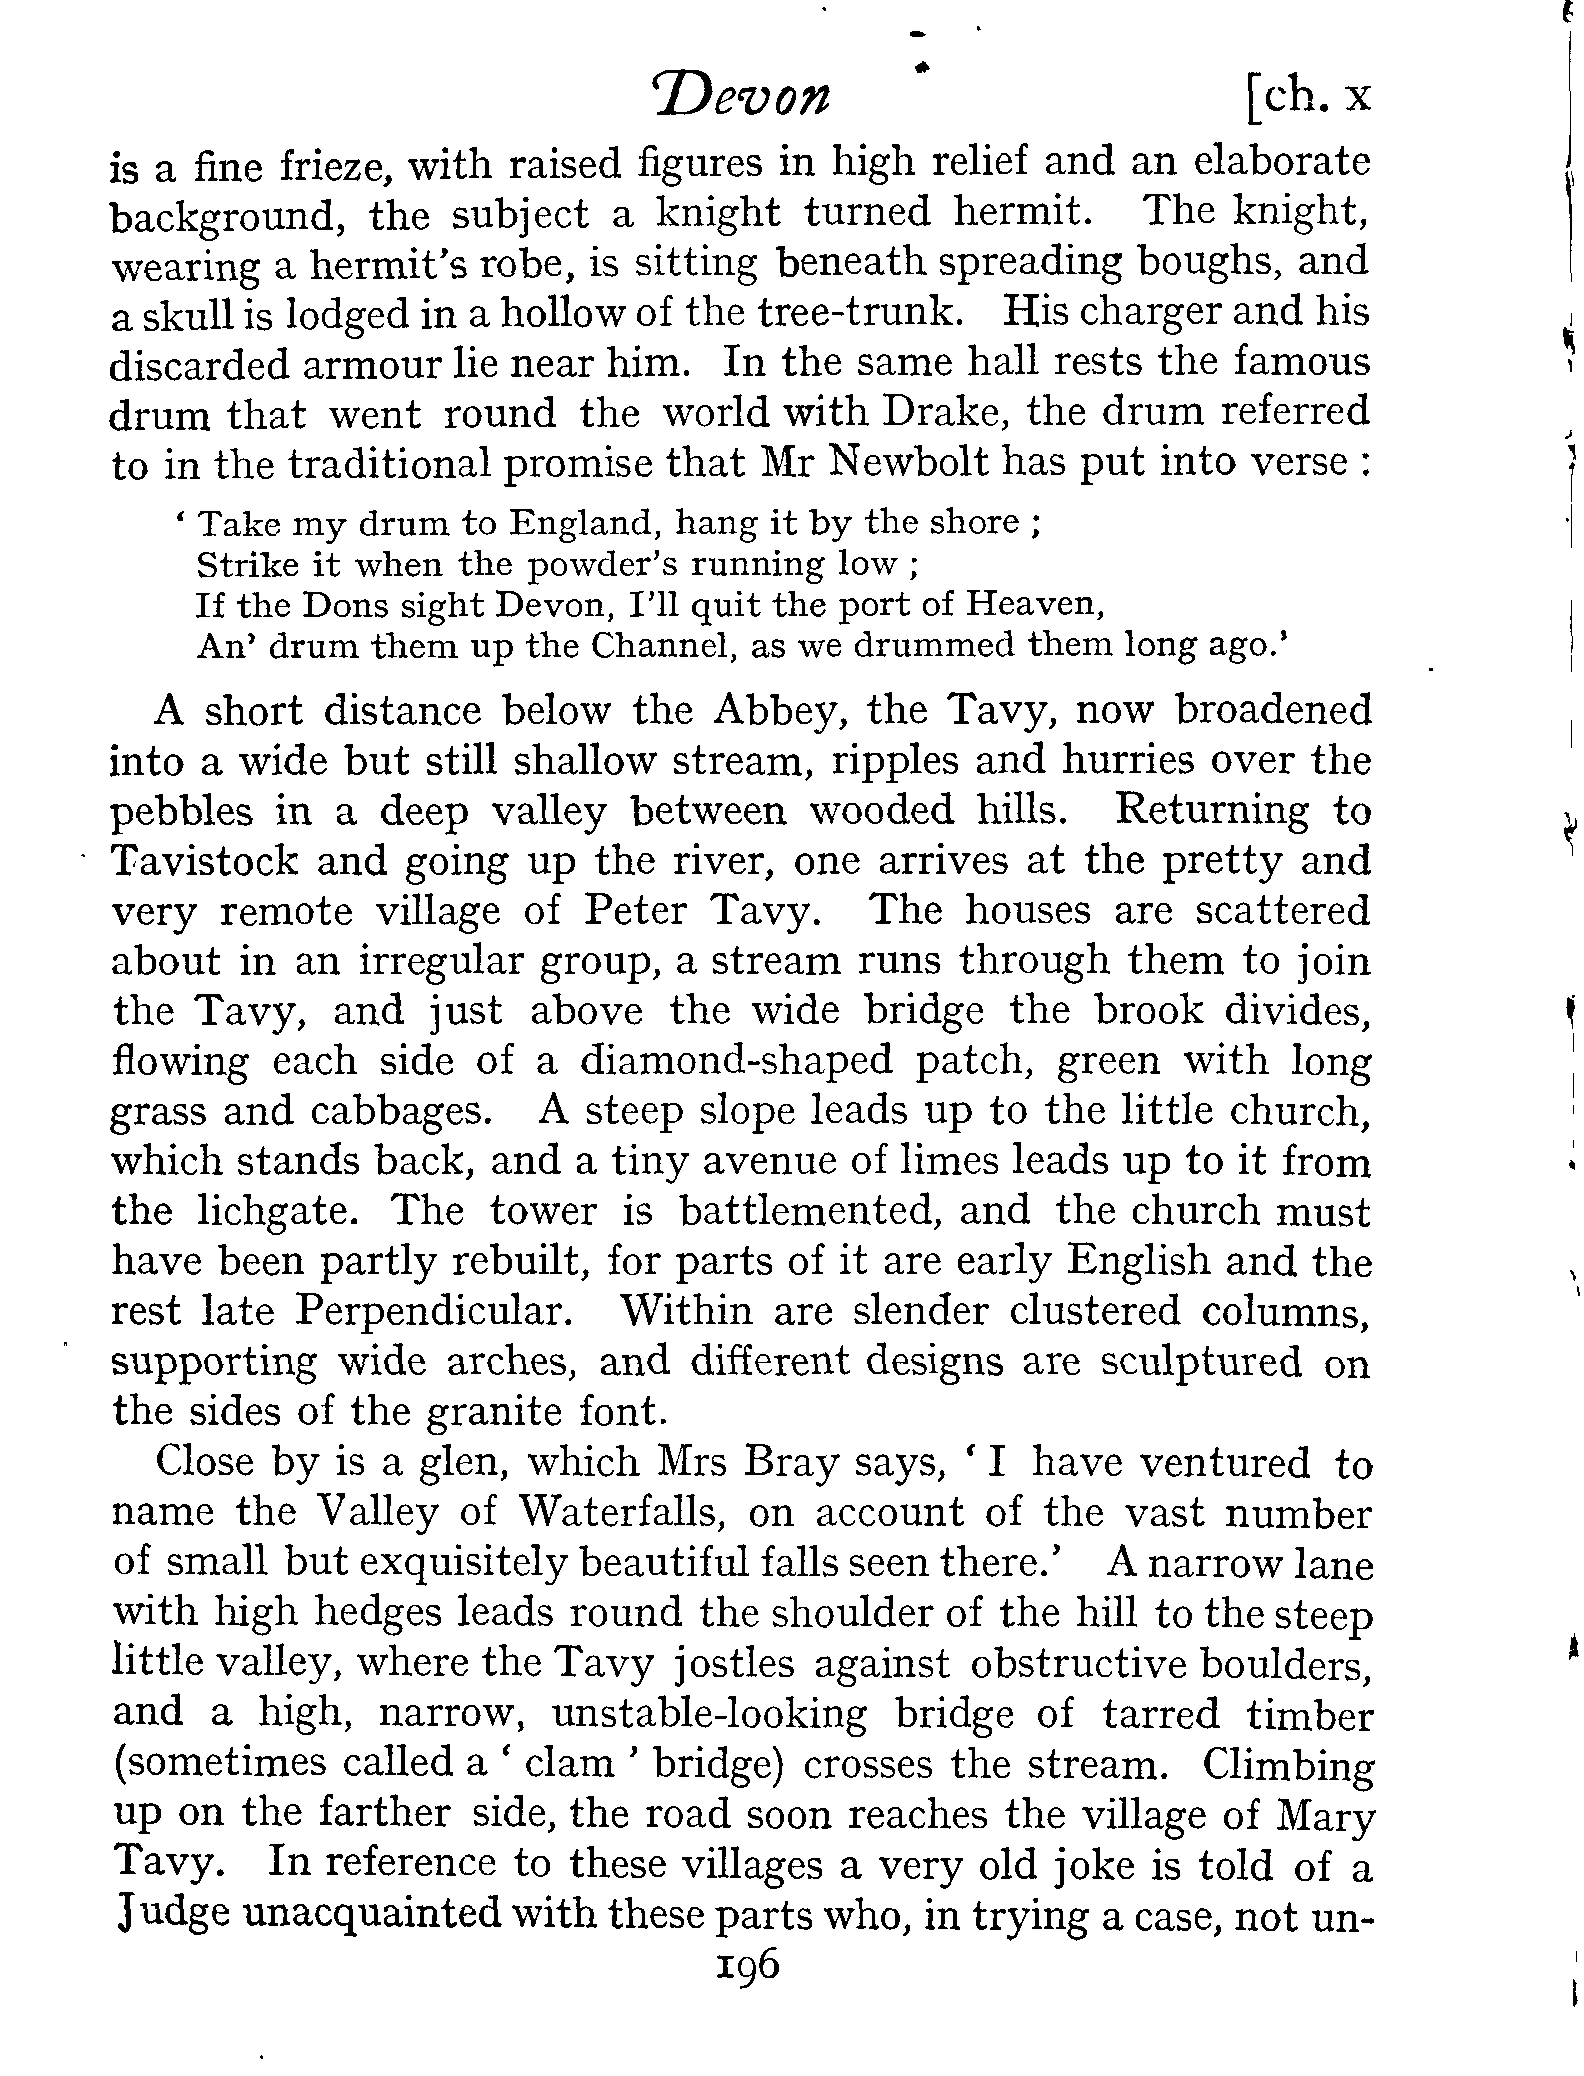 Devon [ch. x
is a fine frieze, with raised figures in high relief and an elaborate
background, the subject a knight turned hermit. The knight,
wearing a hermit's robe, is sitting beneath spreading boughs, and
a skull is lodged in a hollow of the tree-trunk. His charger and his
discarded armour lie near him. In the same hall rests the famous
drum that went round the world with Drake, the drum referred
to in the traditional promise that Mr Newbolt has put into verse :
‘ Take my drum to England, hang it by the shore ;
Strike it when the powder's running low ;
If the Dons sight Devon, I'll quit the port of Heaven,
An’ drum them up the Channel, as we drummed them long ago.’
A short distance below the Abbey, the Tavy, now broadened
into a wide but still shallow stream, ripples and hurries over the
pebbles in a deep valley between wooded hills. Returning to
Tavistock and going up the river, one arrives at the pretty and
very remote village of Peter Tavy. The houses are scattered
about in an irregular group, a stream runs through them to join
the Tavy, and just above the wide bridge the brook divides,
flowing each side of a diamond-shaped patch, green with long
grass and cabbages. A steep slope leads up to the little church,
which stands back, and a tiny avenue of limes leads up to it from
the lichgate. The tower is battlemented, and the church must
have been partly rebuilt, for parts of it are early English and the
rest late Perpendicular. Within are slender clustered columns,
supporting wide arches, and different designs are sculptured on
the sides of the granite font.
Close by is a glen, which Mrs Bray says, ‘ I have ventured to
name the Valley of Waterfalls, on account of the vast number
of small but exquisitely beautiful falls seen there.’ A narrow lane
with high hedges leads round the shoulder of the hill to the steep
little valley, where the Tavy jostles against obstructive boulders,
and a high, narrow, unstable-looking bridge of tarred timber
(sometimes called a ‘ clam ’ bridge) crosses the stream. Climbing
up on the farther side, the road soon reaches the village of Mary
Tavy. In reference to these villages a very old joke is told of a
Judge unacquainted with these parts who, in trying a case, not un-
196